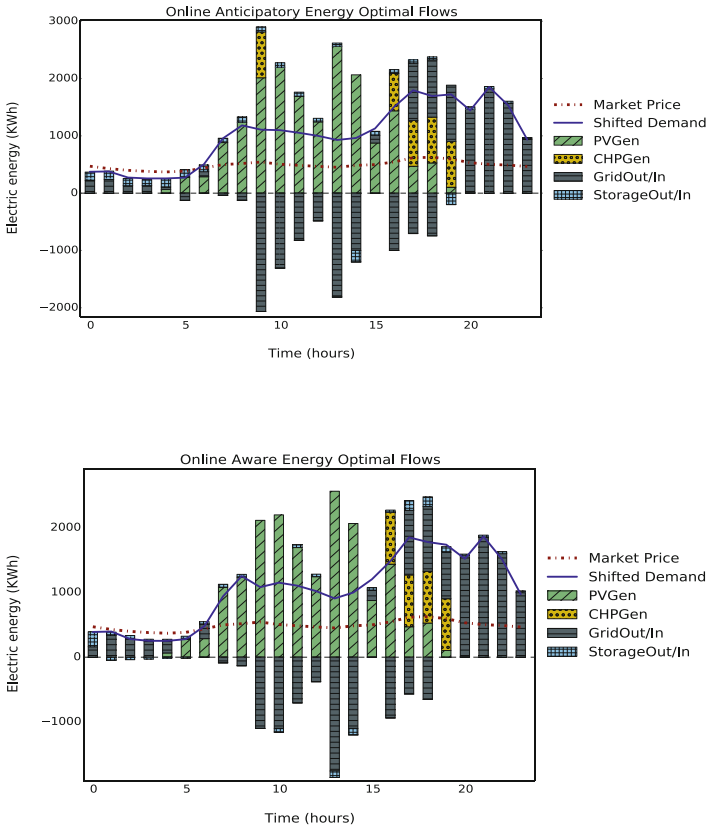 Online Anticipatory Energy Optimal Flows
3000
2000
1000
0
−1000
−2000
Electric energy (KWh)
0 5 10 15 20
Time (hours)
Market Price
Shifted Demand
PVGen
CHPGen
GridOut/In
StorageOut/In
Online Aware Energy Optimal Flows
2000
1000
0
−1000
Electric energy (KWh)
0 5 10 15 20
Time (hours)
Market Price
Shifted Demand
PVGen
CHPGen
GridOut/In
StorageOut/In